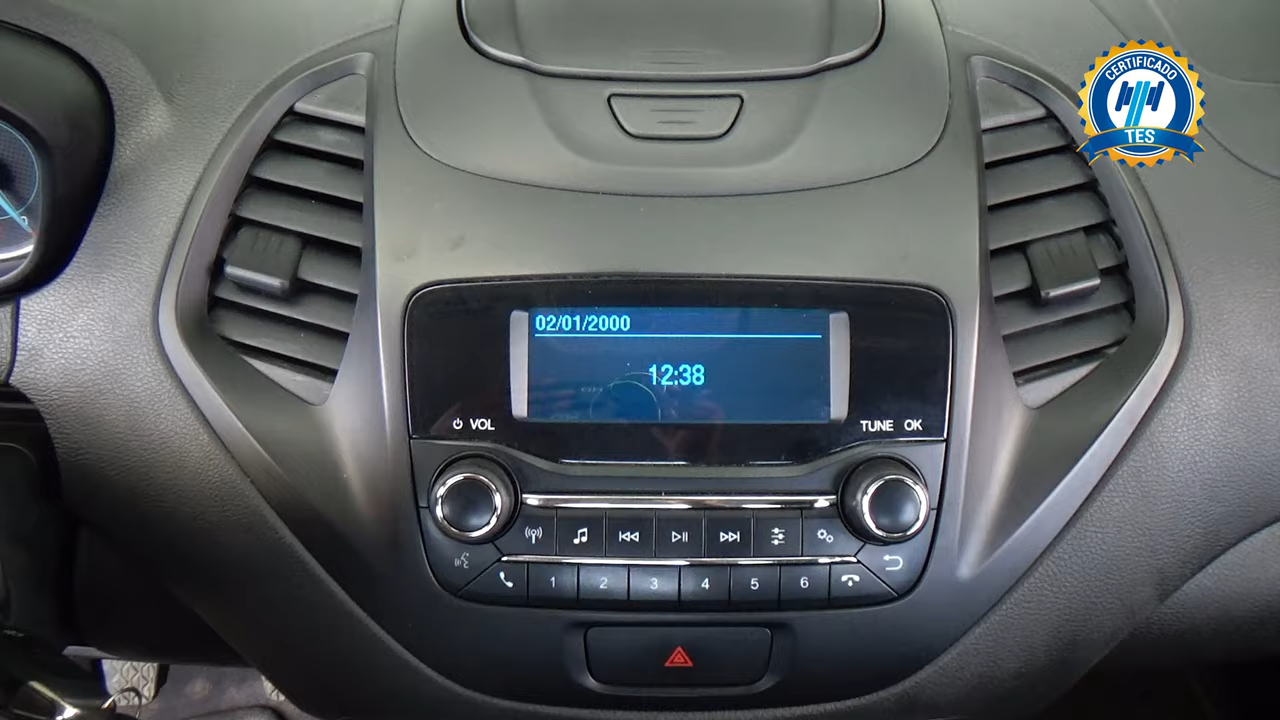 CERTIFICADO
TES
02/01/2000
12:38
VOL
TUNE OK
1 2 3 4 5 6